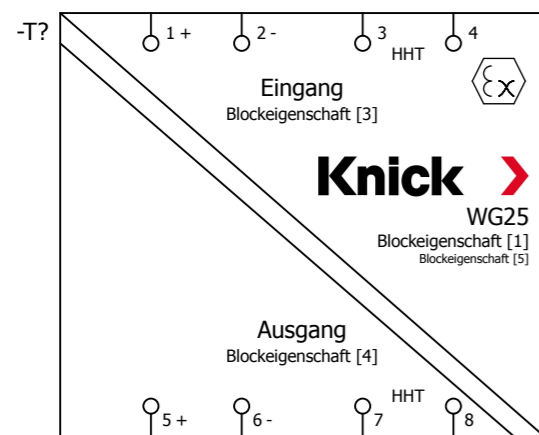 -T?
1 + 2 - 3 4
HHT
Eingang
Blockeigenschaft [3]
εx
Knick
WG25
Blockeigenschaft [1]
Blockeigenschaft [5]
Ausgang
Blockeigenschaft [4]
HHT
5 + 6 - 7 8